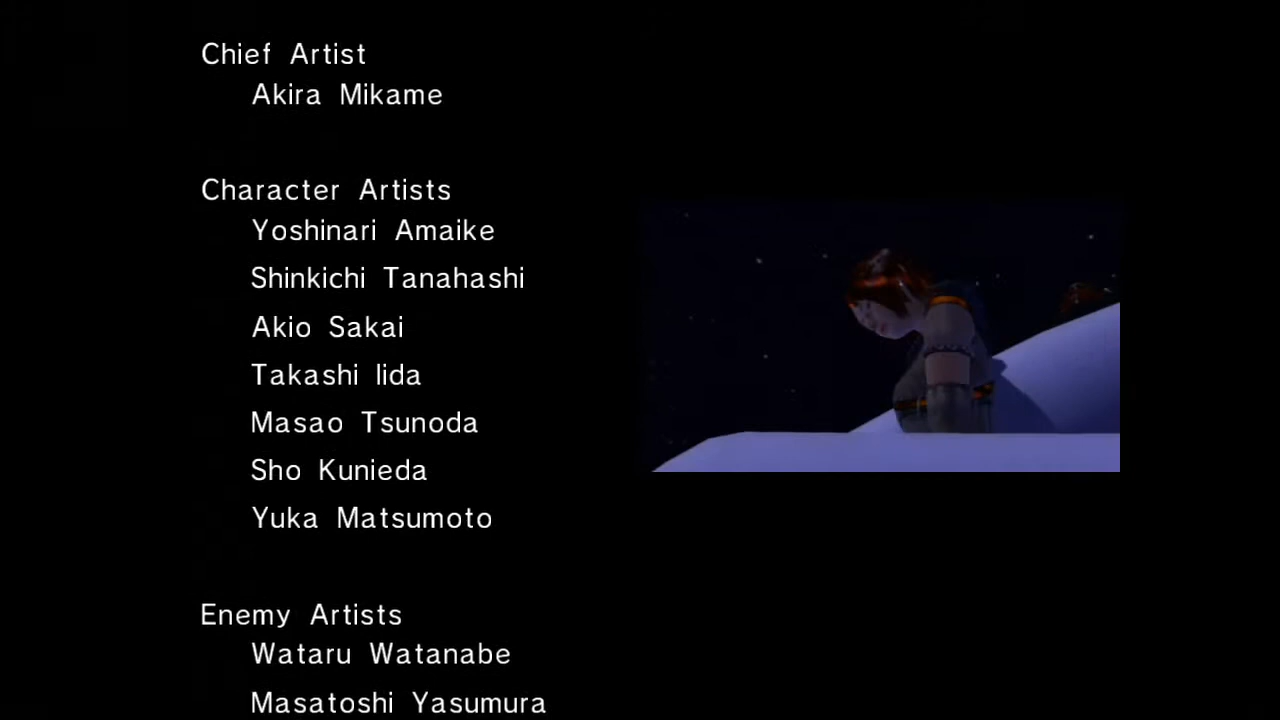 Chief Artist
Akira Mikame
Character Artists
Yoshinari Amaike
Shinkichi Tanahashi
Akio Sakai
Takashi Iida
Masao Tsunoda
Sho Kunieda
Yuka Matsumoto
Enemy Artists
Wataru Watanabe
Masatoshi Yasumura